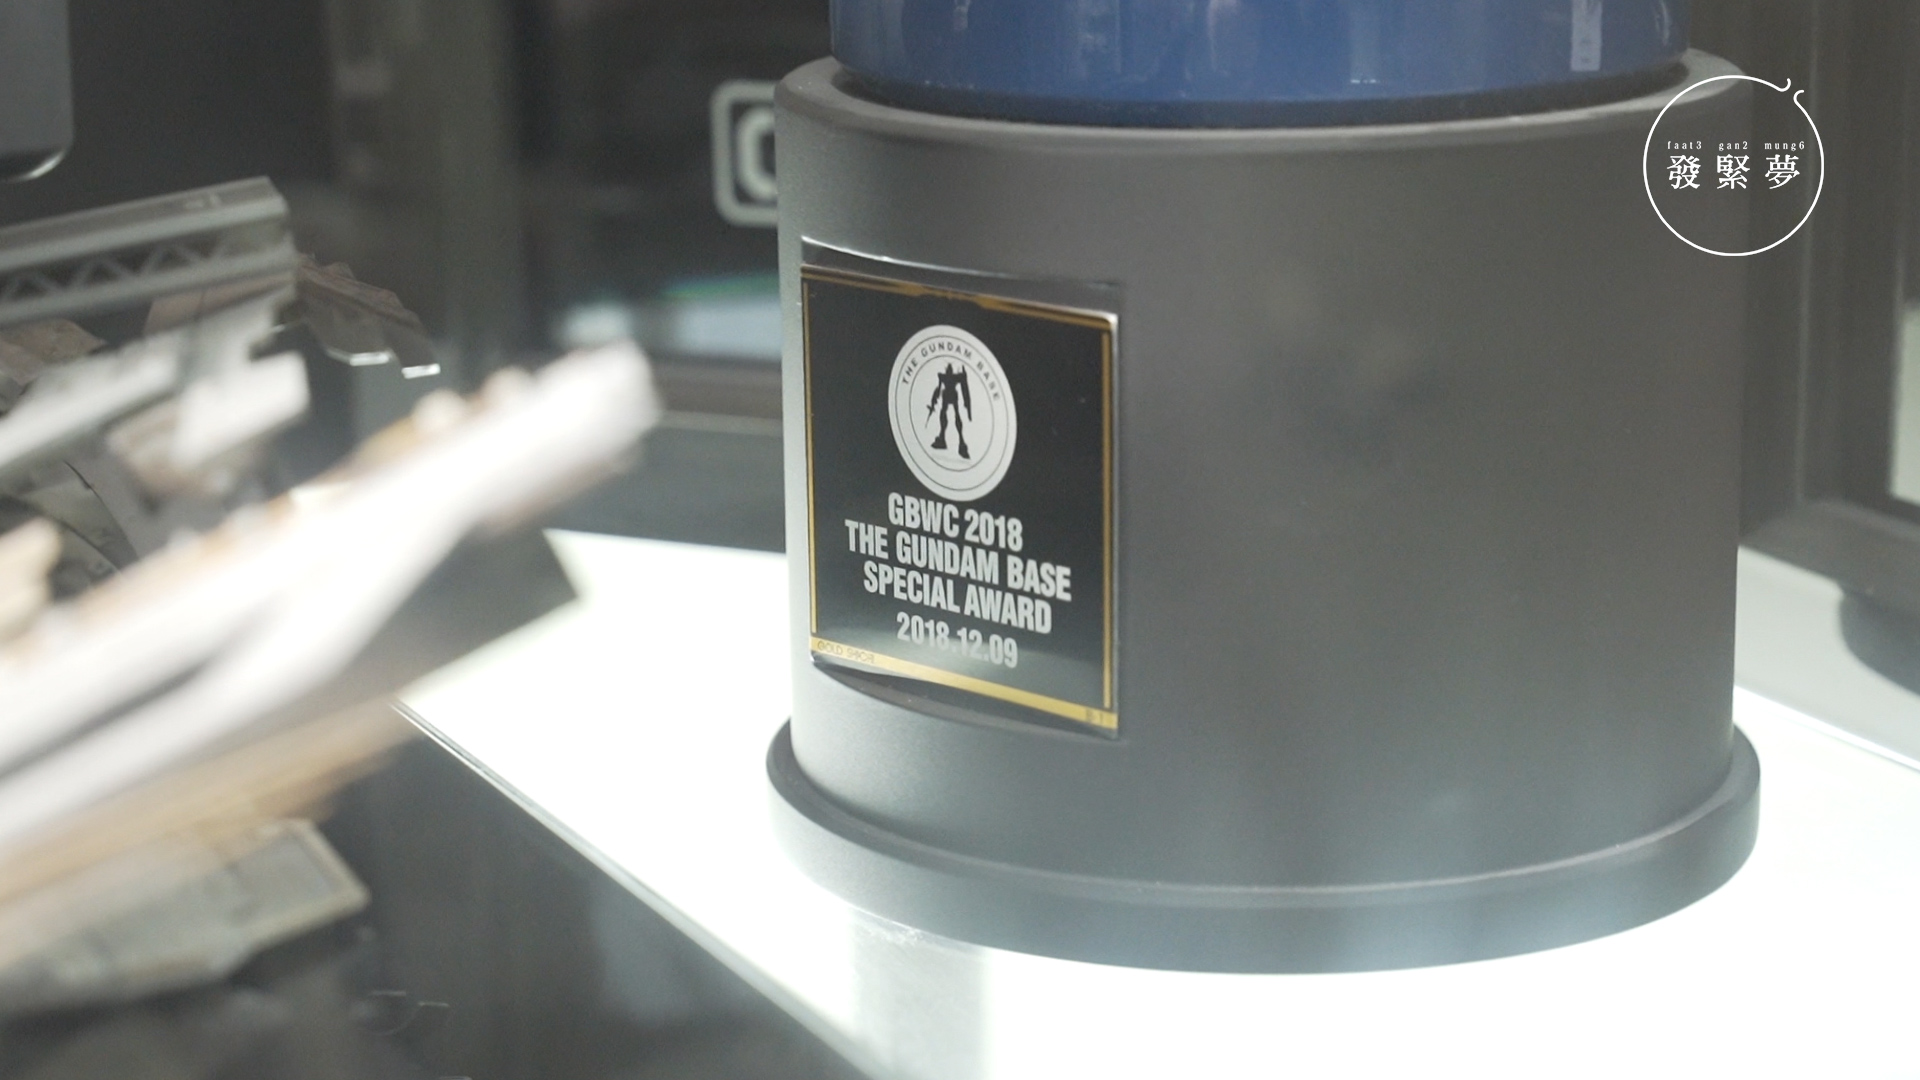 faat3 gan2 mung6
發緊夢
THE GUNDAM BASE
GBWC 2018
THE GUNDAM BASE
SPECIAL AWARD
2018.12.09